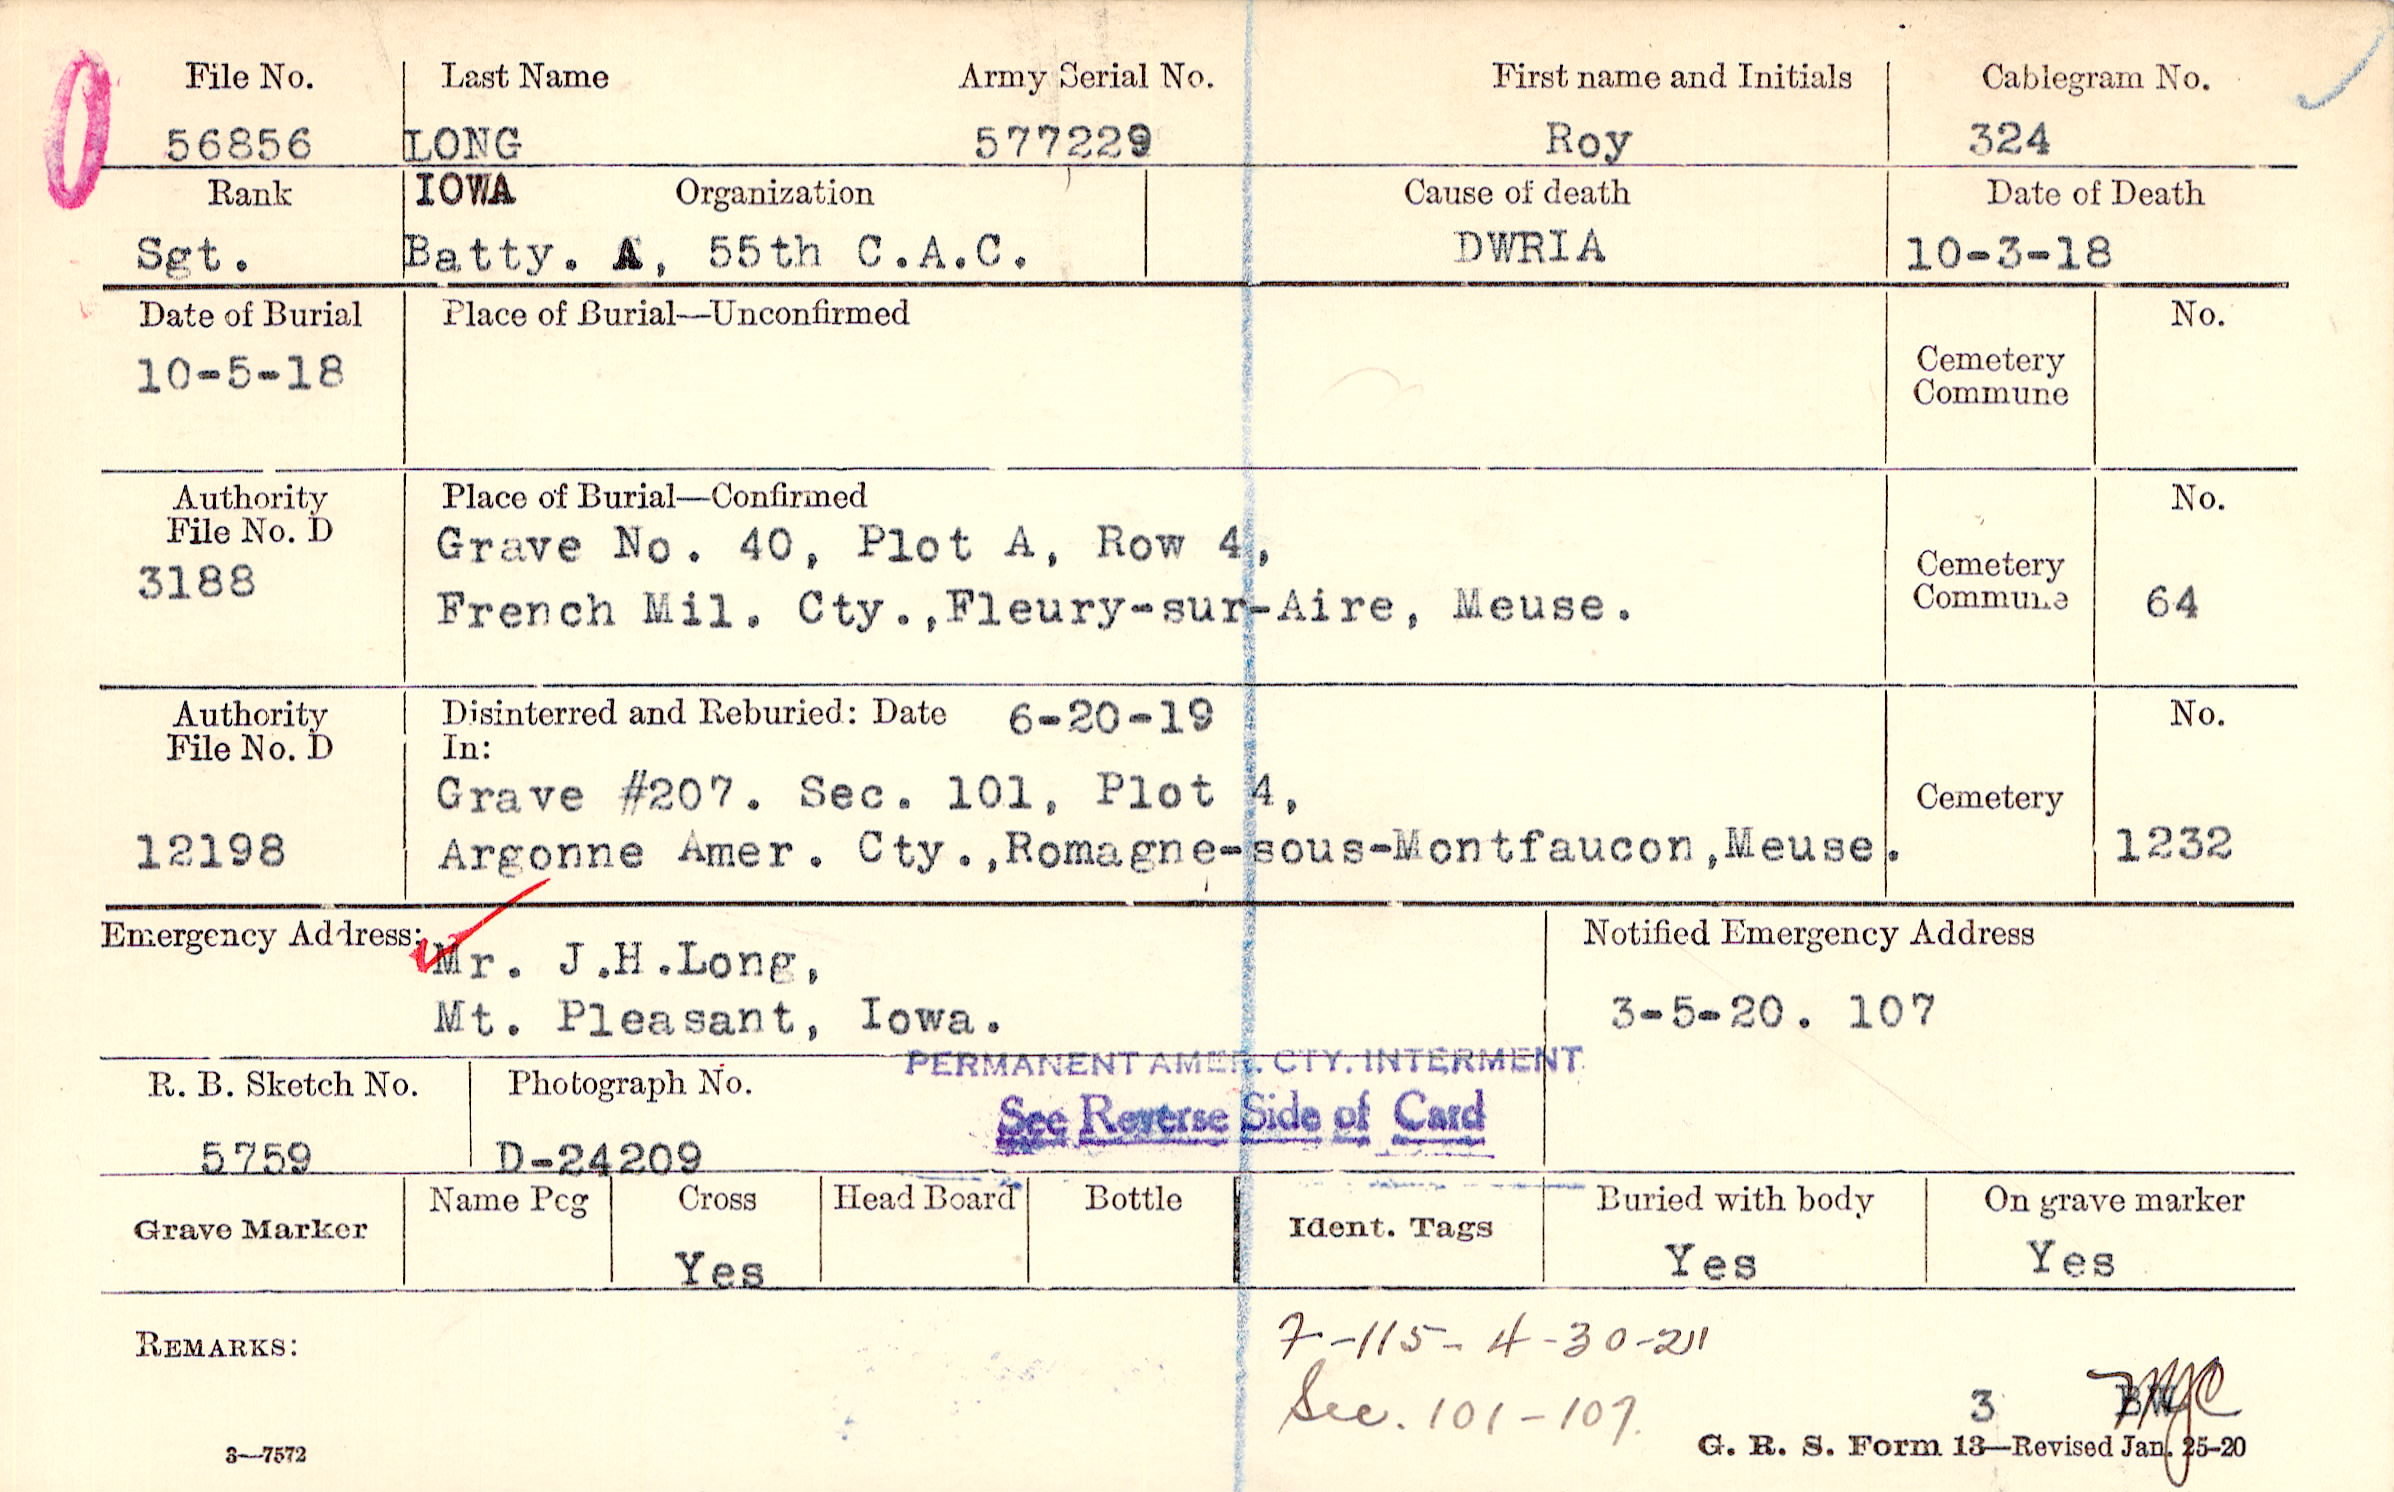 File No. Last Name Army Serial No. First name and Initials Cablegram No.
56856 LONG 577229 Roy 324
Rank IOWA Organization Cause of death Date of Death
Sgt. Batty. A, 55th C.A.C. DWRIA 10-3-18
Date of Burial Place of Burial—Unconfirmed No.
10-5-18
Cemetery
Commune
Authority Place of Burial—Confirmed No.
File No. D
3188
Grave No. 40, Plot A, Row 4,
French Mil. Cty.,Fleury-sur-Aire, Meuse.
Cemetery
Commune 64
Authority Disinterred and Reburied: Date 6-20-19 No.
File No. D In:
Grave #207. Sec. 101, Plot 4,
Cemetery
12198 Argonne Amer. Cty.,Romagne-sous-Montfaucon,Meuse. 1232
Emergency Address: Notified Emergency Address
Mr. J.H.Long,
Mt. Pleasant, Iowa. 3-5-20. 107
PERMANENT AMER. CTY. INTERMENT
R. B. Sketch No. Photograph No.
See Reverse Side of Card
5759 D-24209
Grave Marker Name Peg Cross Head Board Bottle Ident. Tags Buried with body On grave marker
Yes Yes Yes
REMARKS:
7-115- 4-30-21
Sec. 101-107.
3
3—7572 G. R. S. Form 13—Revised Jan. 25-20